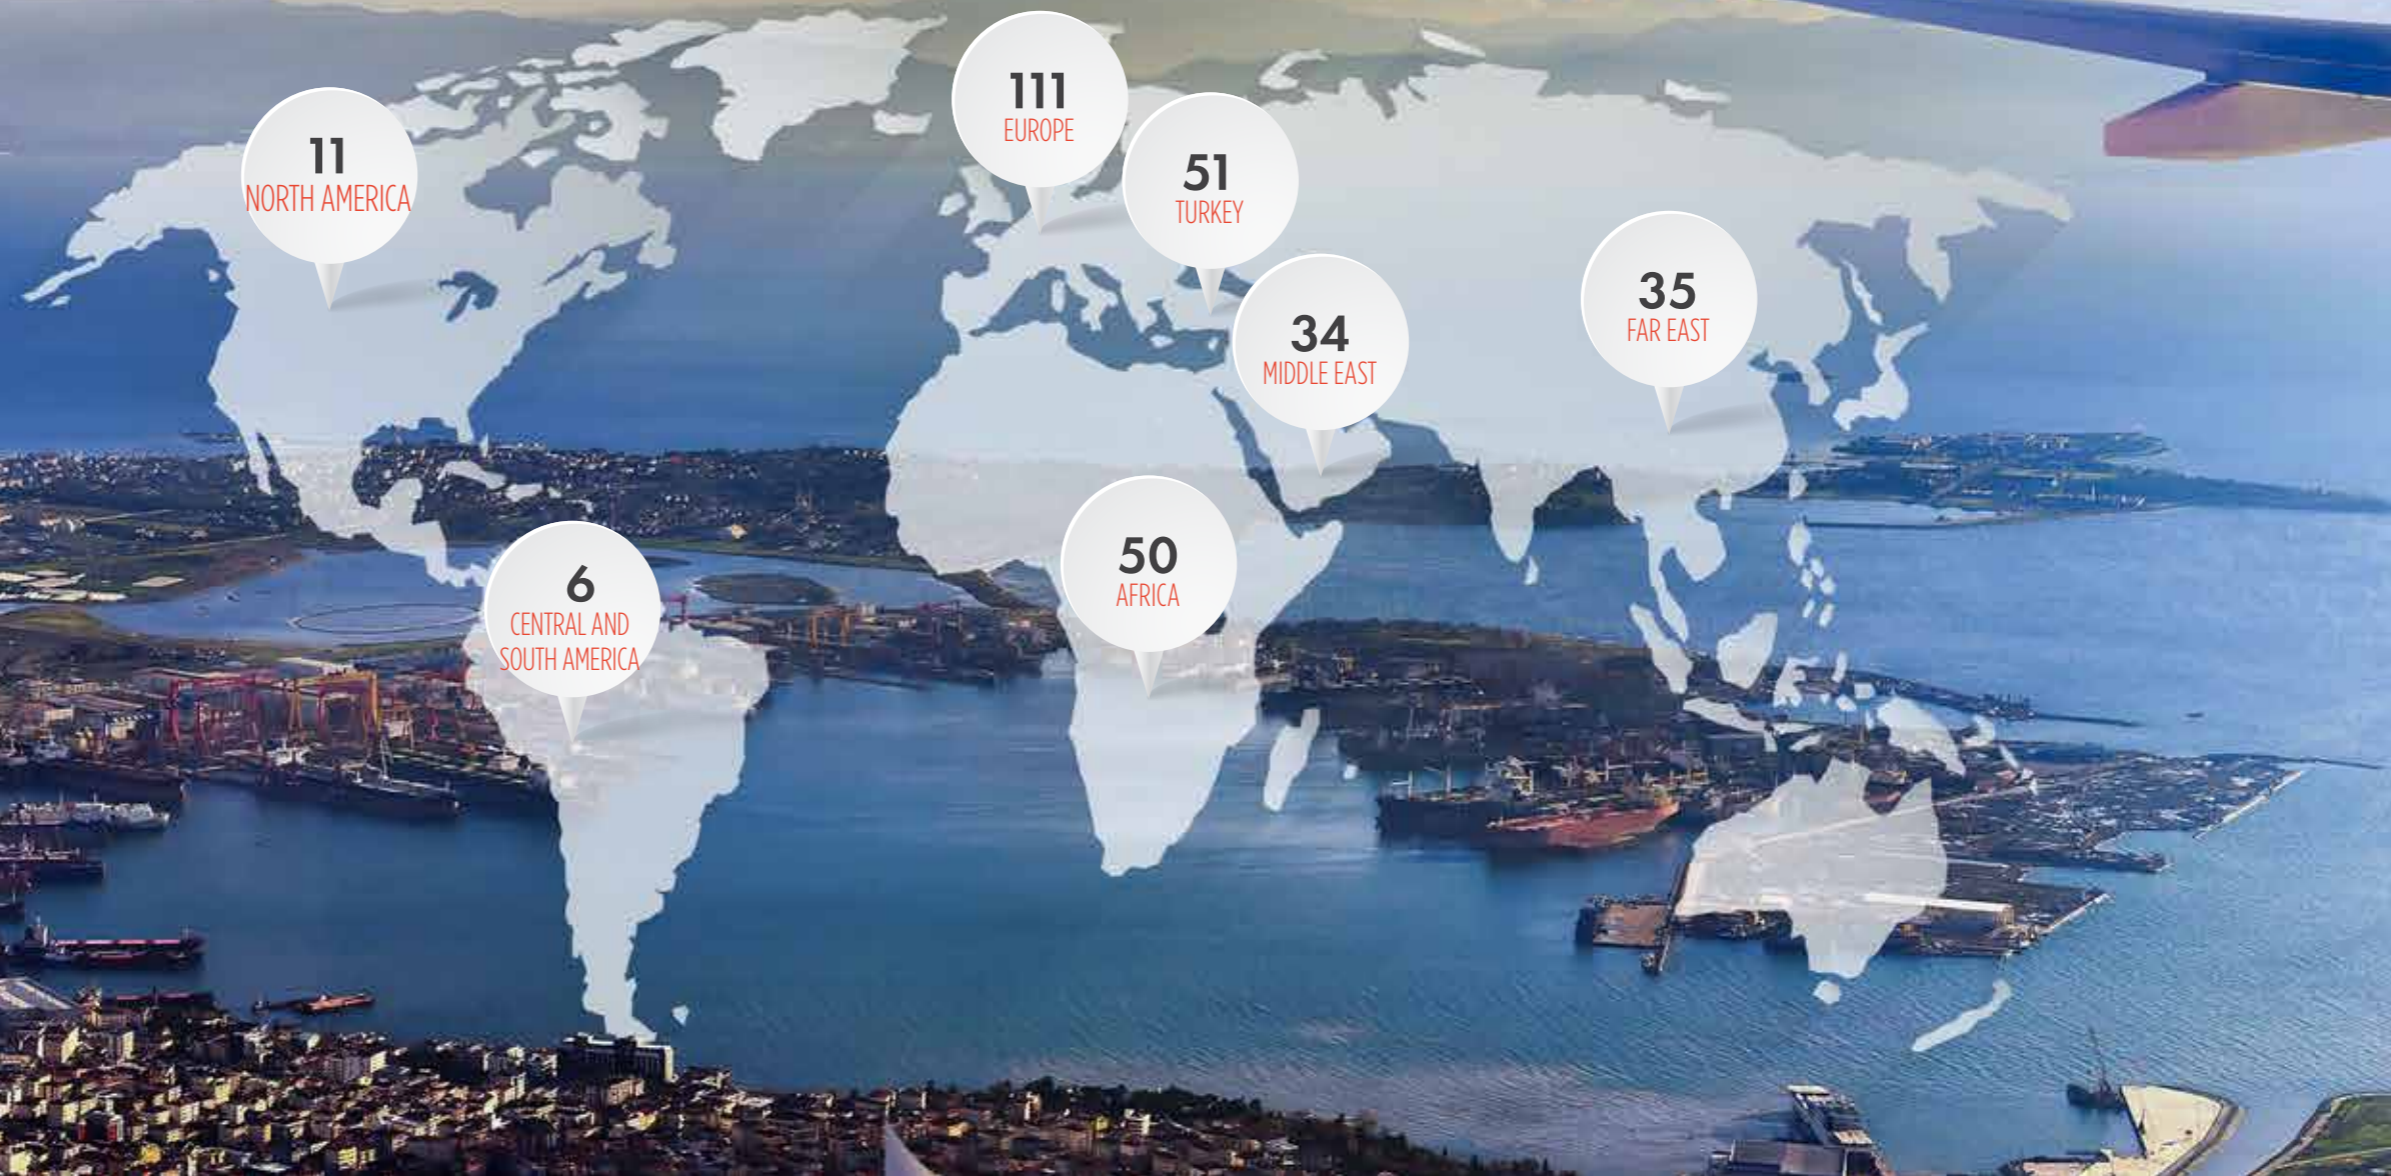 111
EUROPE
11
NORTH AMERICA
51
TURKEY
35
FAR EAST
34
MIDDLE EAST
50
AFRICA
6
CENTRAL AND
SOUTH AMERICA